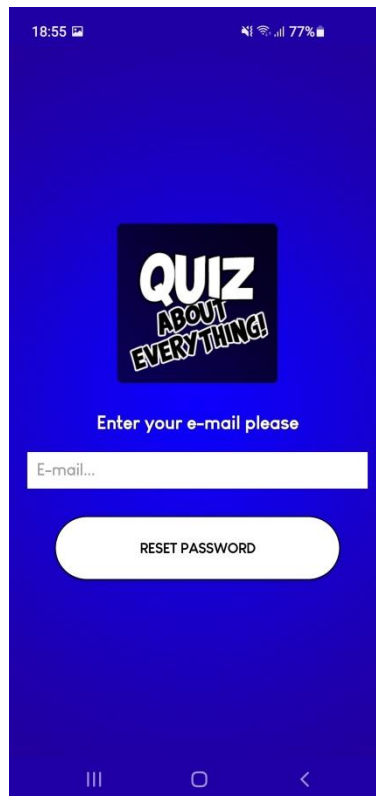 18:55 77%
QUIZ
ABOUT
EVERYTHING!
Enter your e-mail please
E-mail...
RESET PASSWORD